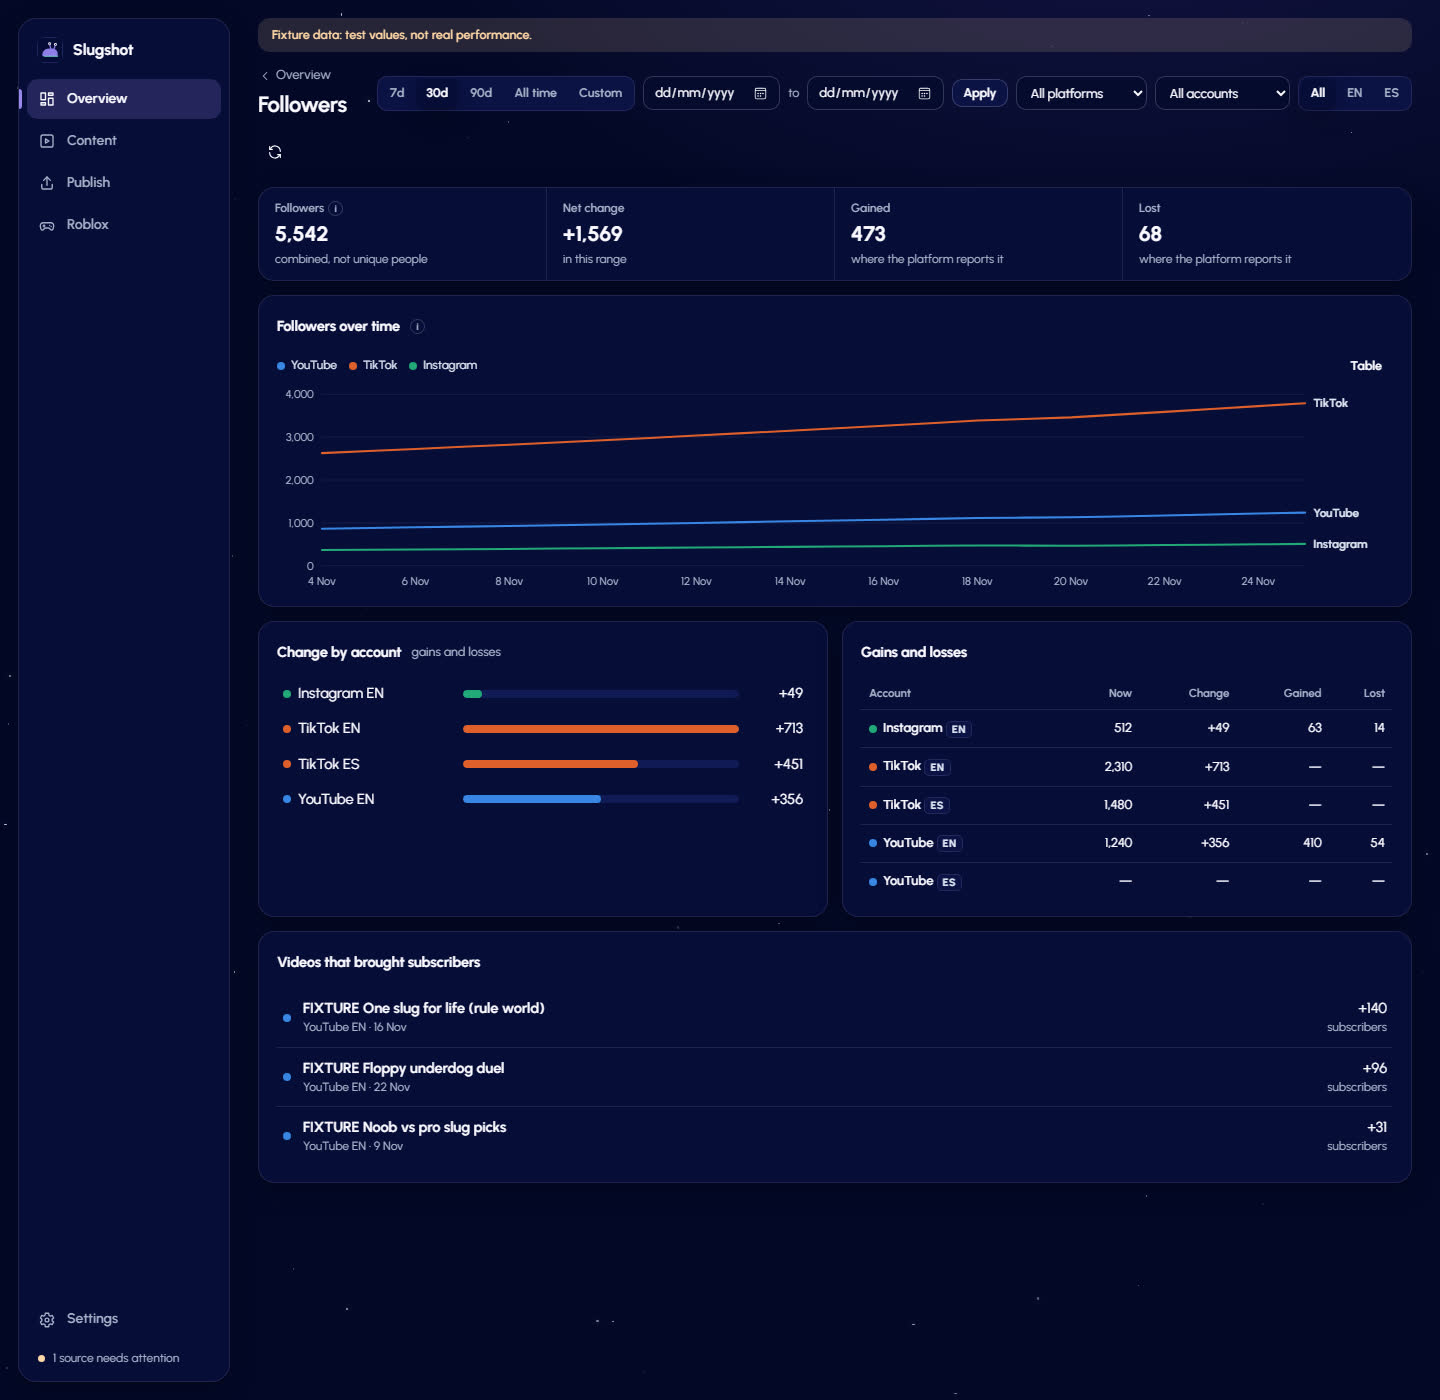 Slugshot
Overview
Content
Publish
Roblox
Settings
1 source needs attention
Fixture data: test values, not real performance.
Overview
Followers
7d 30d 90d All time Custom dd/mm/yyyy to dd/mm/yyyy Apply All platforms All accounts All EN ES
Followers i
5,542
combined, not unique people
Net change
+1,569
in this range
Gained
473
where the platform reports it
Lost
68
where the platform reports it
Followers over time i
YouTube TikTok Instagram Table
4,000
3,000
2,000
1,000
0
TikTok
YouTube
Instagram
4 Nov 6 Nov 8 Nov 10 Nov 12 Nov 14 Nov 16 Nov 18 Nov 20 Nov 22 Nov 24 Nov
Change by account gains and losses
Instagram EN +49
TikTok EN +713
TikTok ES +451
YouTube EN +356
Gains and losses
Account Now Change Gained Lost
Instagram EN 512 +49 63 14
TikTok EN 2,310 +713 — —
TikTok ES 1,480 +451 — —
YouTube EN 1,240 +356 410 54
YouTube ES — — — —
Videos that brought subscribers
FIXTURE One slug for life (rule world) +140
YouTube EN · 16 Nov subscribers
FIXTURE Floppy underdog duel +96
YouTube EN · 22 Nov subscribers
FIXTURE Noob vs pro slug picks +31
YouTube EN · 9 Nov subscribers